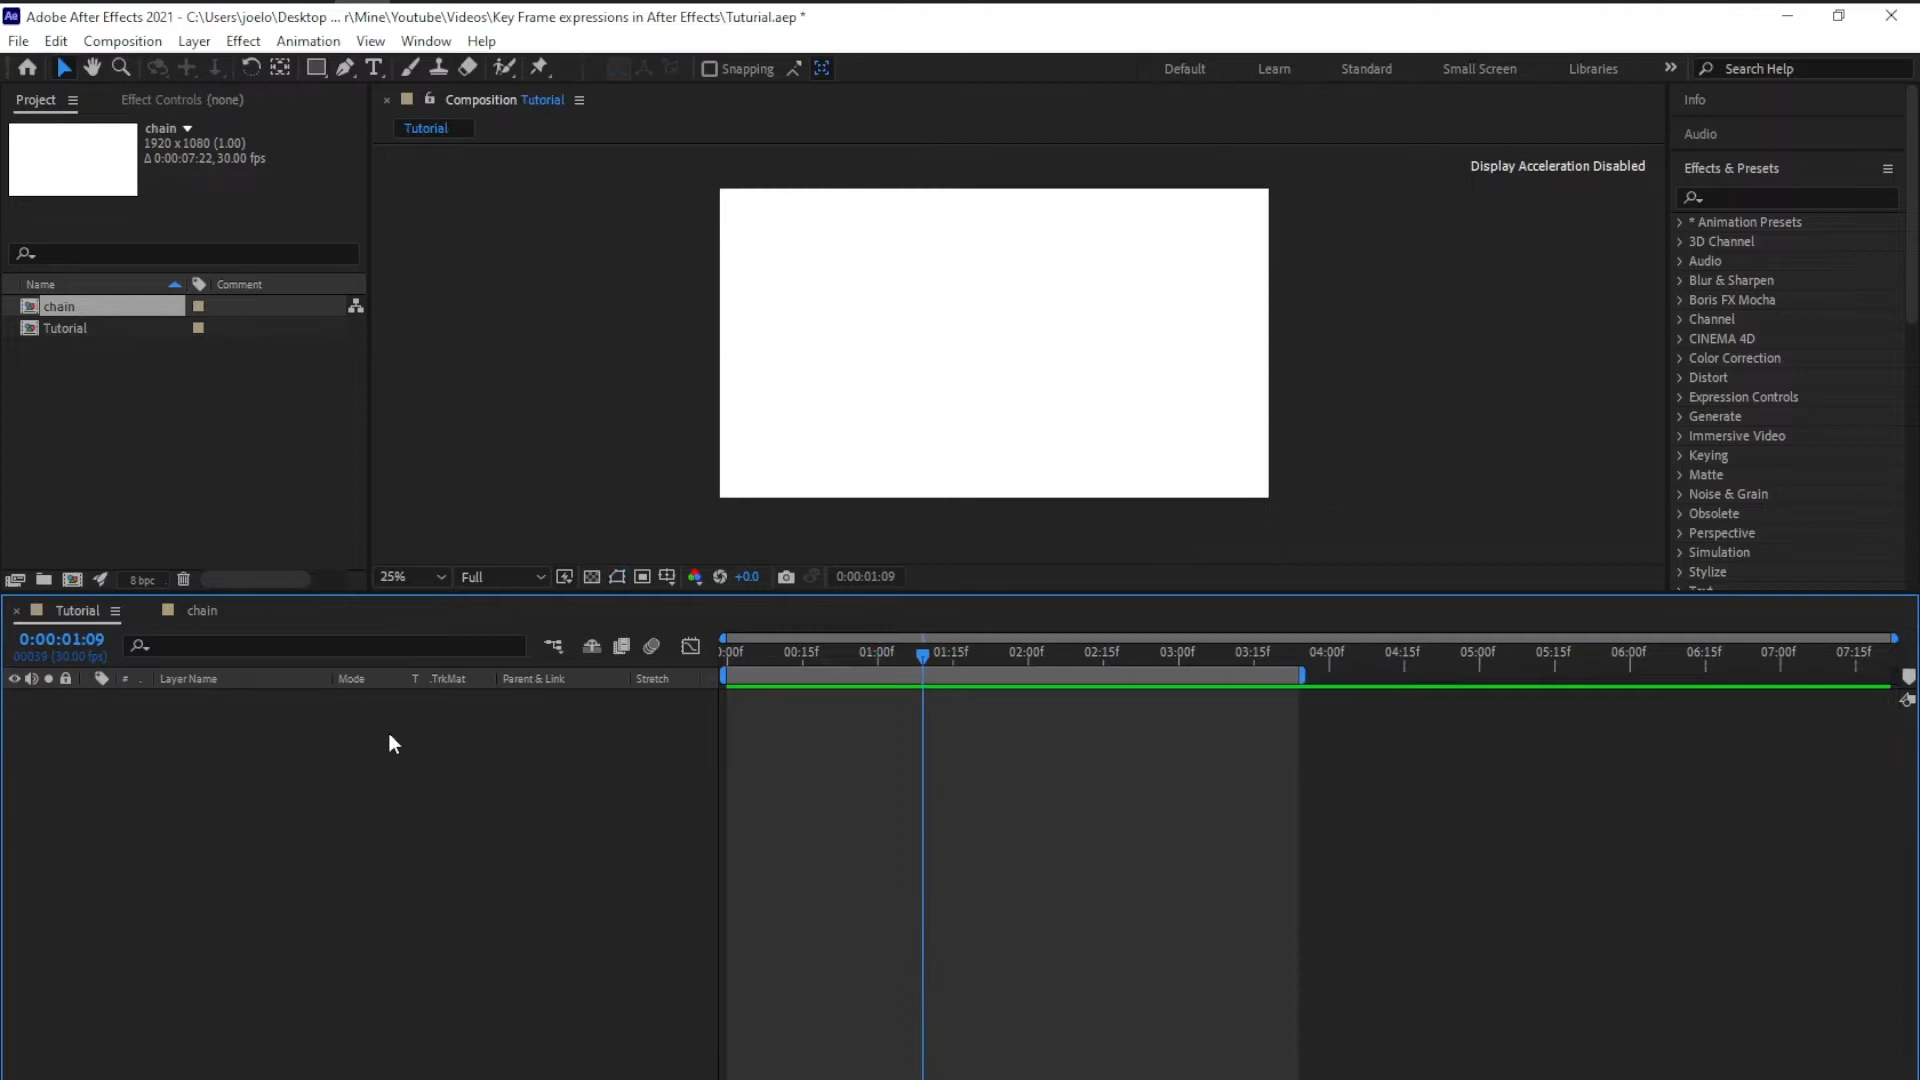 Adobe After Effects 2021 - C:\Users\joelo\Desktop ... r\Mine\Youtube\Videos\Key Frame expressions in After Effects\Tuturial.aep *
File Edit Composition Layer Effect Animation View Window Help
Snapping Default Learn Standard Small Screen Libraries Search Help
Project Effect Controls (none)
chain
1920 x 1080 (1.00)
Δ 0:00:07:22, 30.00 fps
Name Comment
chain
Tutorial
8 bpc
Composition Tutorial
Tutorial
Display Acceleration Disabled
25% Full +0.0 0:00:01:09
Info
Audio
Effects & Presets
* Animation Presets
3D Channel
Audio
Blur & Sharpen
Boris FX Mocha
Channel
CINEMA 4D
Color Correction
Distort
Expression Controls
Generate
Immersive Video
Keying
Matte
Noise & Grain
Obsolete
Perspective
Simulation
Stylize
Tutorial chain
0:00:01:09
00039 (30.00 fps)
:00f 00:15f 01:00f 01:15f 02:00f 02:15f 03:00f 03:15f 04:00f 04:15f 05:00f 05:15f 06:00f 06:15f 07:00f 07:15f
# Layer Name Mode T .TrkMat Parent & Link Stretch